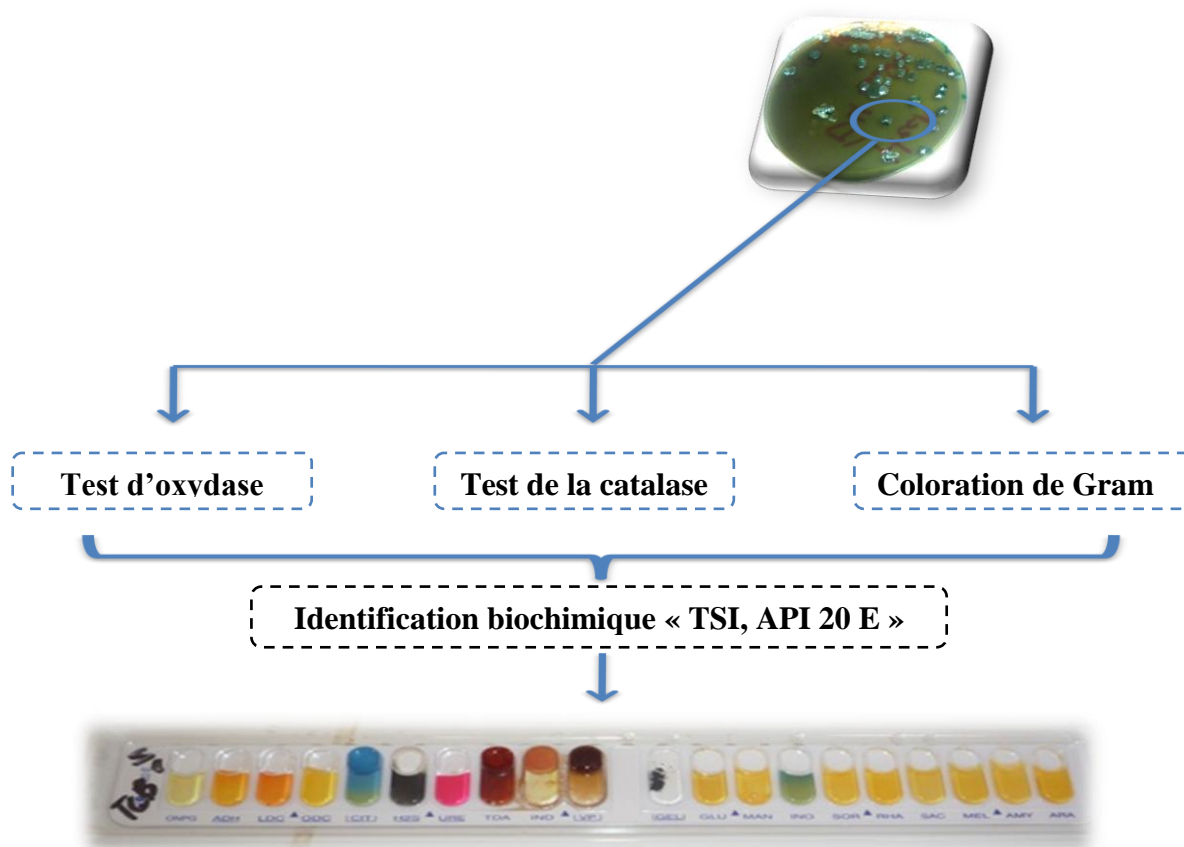 Test d'oxydase
Test de la catalase
Coloration de Gram
Identification biochimique « TSI, API 20 E »
ONPG ADH LDC ODC |CIT| H2S URE TDA IND |VP| |GEL| GLU MAN INO SOR RHA SAC MEL AMY ARA